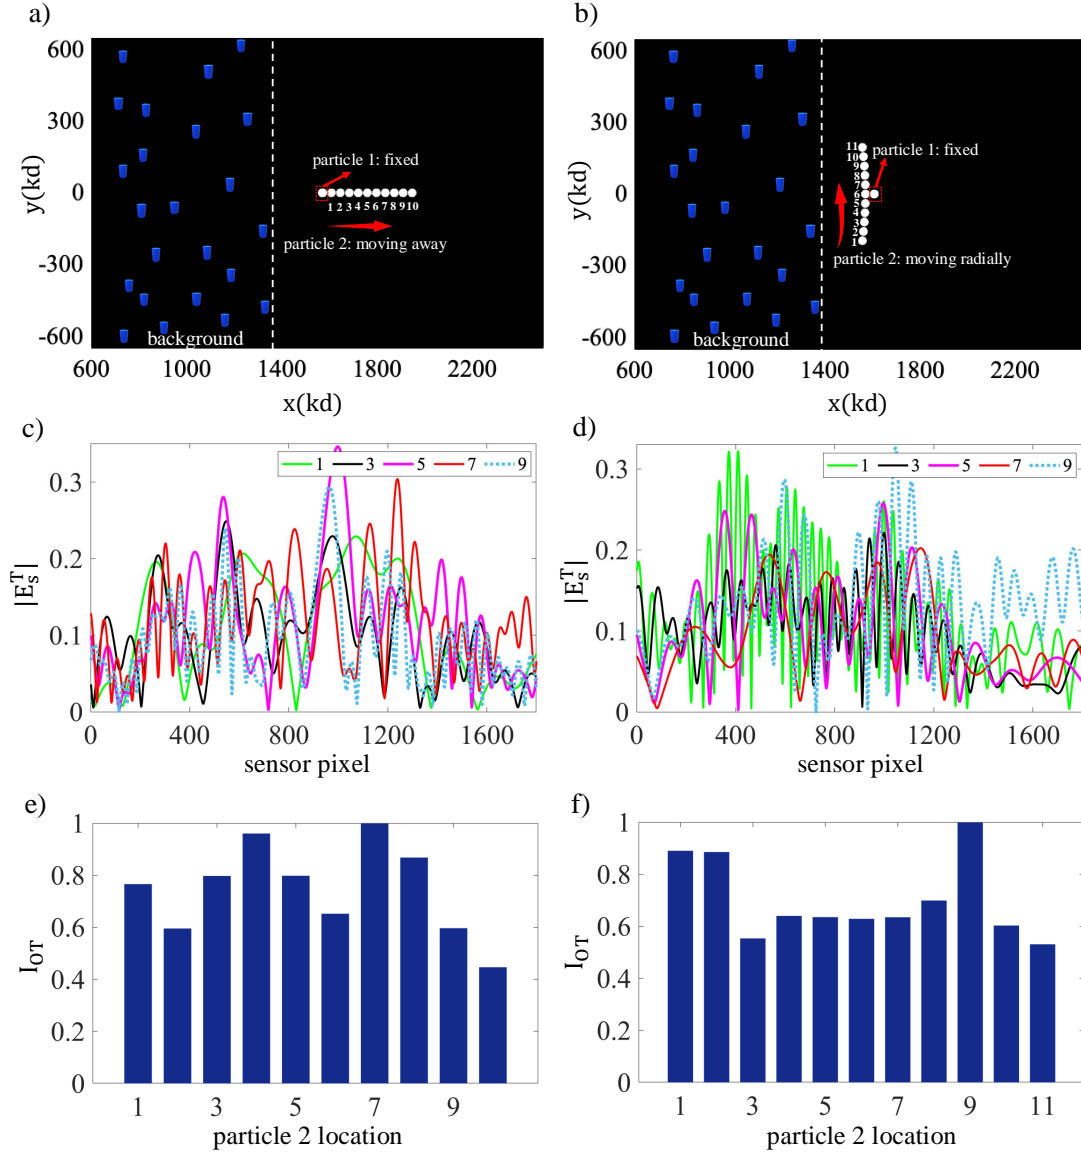 a)
y(kd)
600
300
0
-300
-600
particle 1: fixed
1 2 3 4 5 6 7 8 9 10
particle 2: moving away
background
600 1000 1400 1800 2200
x(kd)
b)
y(kd)
600
300
0
-300
-600
11
10
9
8
7
6
5
4
3
2
1
particle 1: fixed
particle 2: moving radially
background
600 1000 1400 1800 2200
x(kd)
c)
|E_s^T|
0.3
0.2
0.1
0
1 3 5 7 9
0 400 800 1200 1600
sensor pixel
d)
|E_s^T|
0.3
0.2
0.1
0
1 3 5 7 9
0 400 800 1200 1600
sensor pixel
e)
I_OT
1
0.8
0.6
0.4
0.2
0
1 3 5 7 9
particle 2 location
f)
I_OT
1
0.8
0.6
0.4
0.2
0
1 3 5 7 9 11
particle 2 location